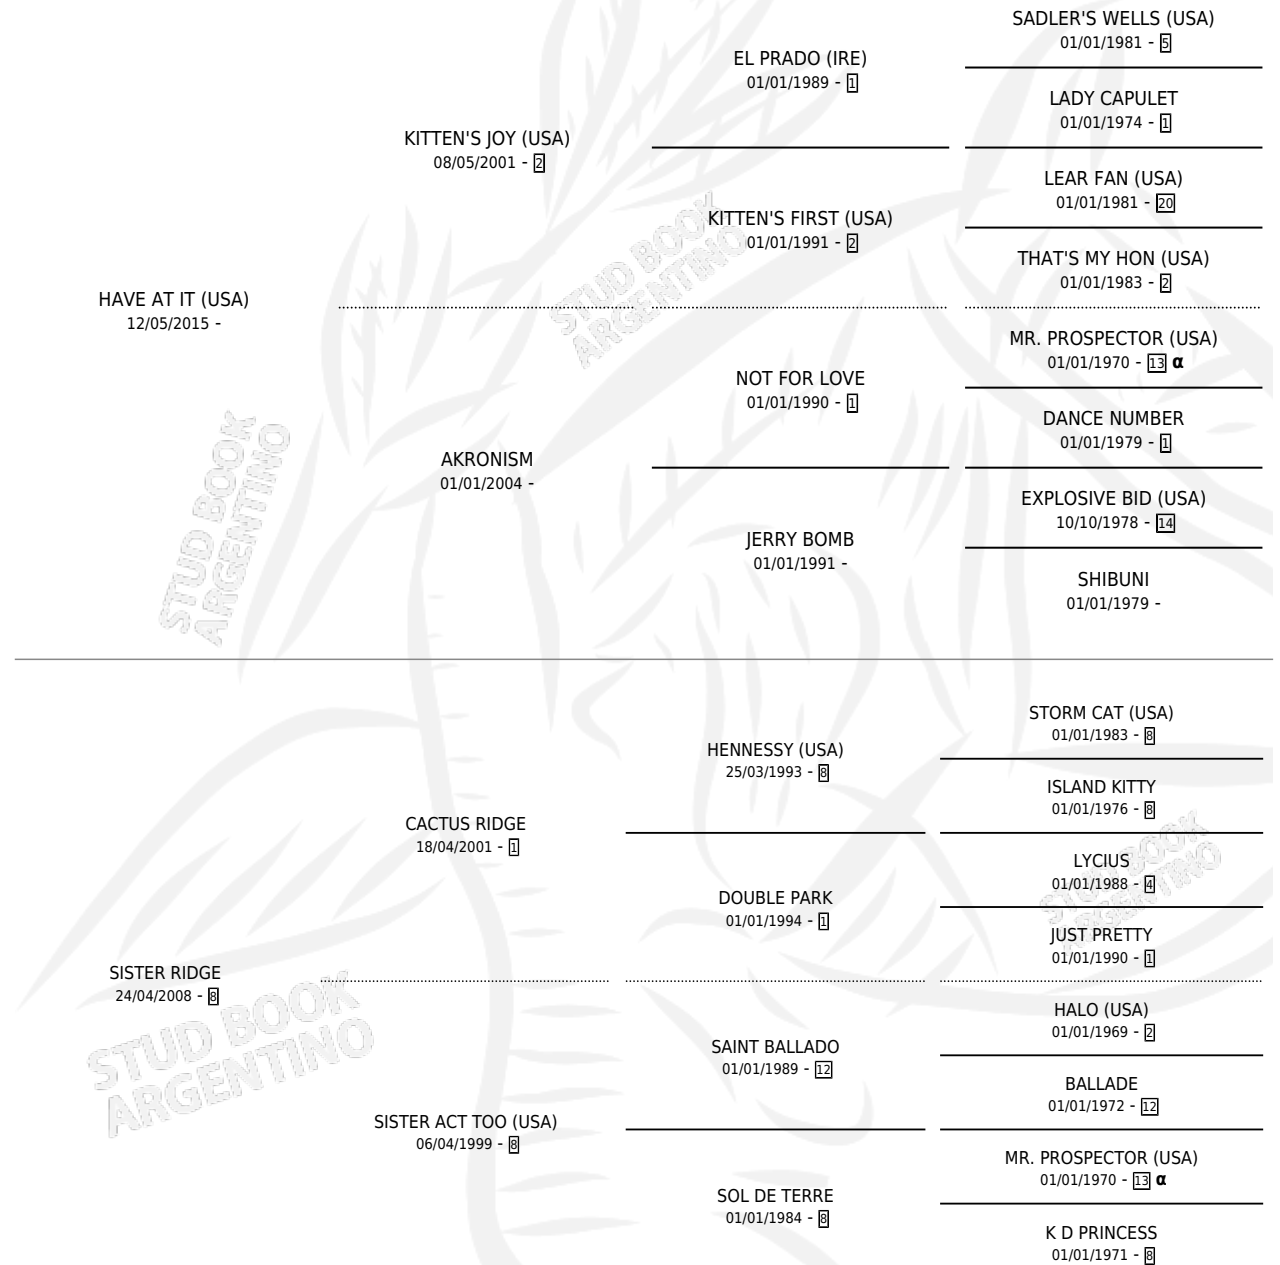 SADLER'S WELLS (USA)
01/01/1981 - 5
EL PRADO (IRE)
01/01/1989 - 1
LADY CAPULET
01/01/1974 - 1
KITTEN'S JOY (USA)
08/05/2001 - 2
LEAR FAN (USA)
01/01/1981 - 20
KITTEN'S FIRST (USA)
01/01/1991 - 2
THAT'S MY HON (USA)
01/01/1983 - 2
HAVE AT IT (USA)
12/05/2015 -
MR. PROSPECTOR (USA)
01/01/1970 - 13 α
NOT FOR LOVE
01/01/1990 - 1
DANCE NUMBER
01/01/1979 - 1
AKRONISM
01/01/2004 -
EXPLOSIVE BID (USA)
10/10/1978 - 14
JERRY BOMB
01/01/1991 -
SHIBUNI
01/01/1979 -
STORM CAT (USA)
01/01/1983 - 8
HENNESSY (USA)
25/03/1993 - 8
ISLAND KITTY
01/01/1976 - 8
CACTUS RIDGE
18/04/2001 - 1
LYCIUS
01/01/1988 - 4
DOUBLE PARK
01/01/1994 - 1
JUST PRETTY
01/01/1990 - 1
SISTER RIDGE
24/04/2008 - 8
HALO (USA)
01/01/1969 - 2
SAINT BALLADO
01/01/1989 - 12
BALLADE
01/01/1972 - 12
SISTER ACT TOO (USA)
06/04/1999 - 8
MR. PROSPECTOR (USA)
01/01/1970 - 13 α
SOL DE TERRE
01/01/1984 - 8
K D PRINCESS
01/01/1971 - 8
STUD BOOK
ARGENTINO
STUD BOOK
ARGENTINO
STUD BOOK
ARGENTINO
STUD BOOK
ARGENTINO